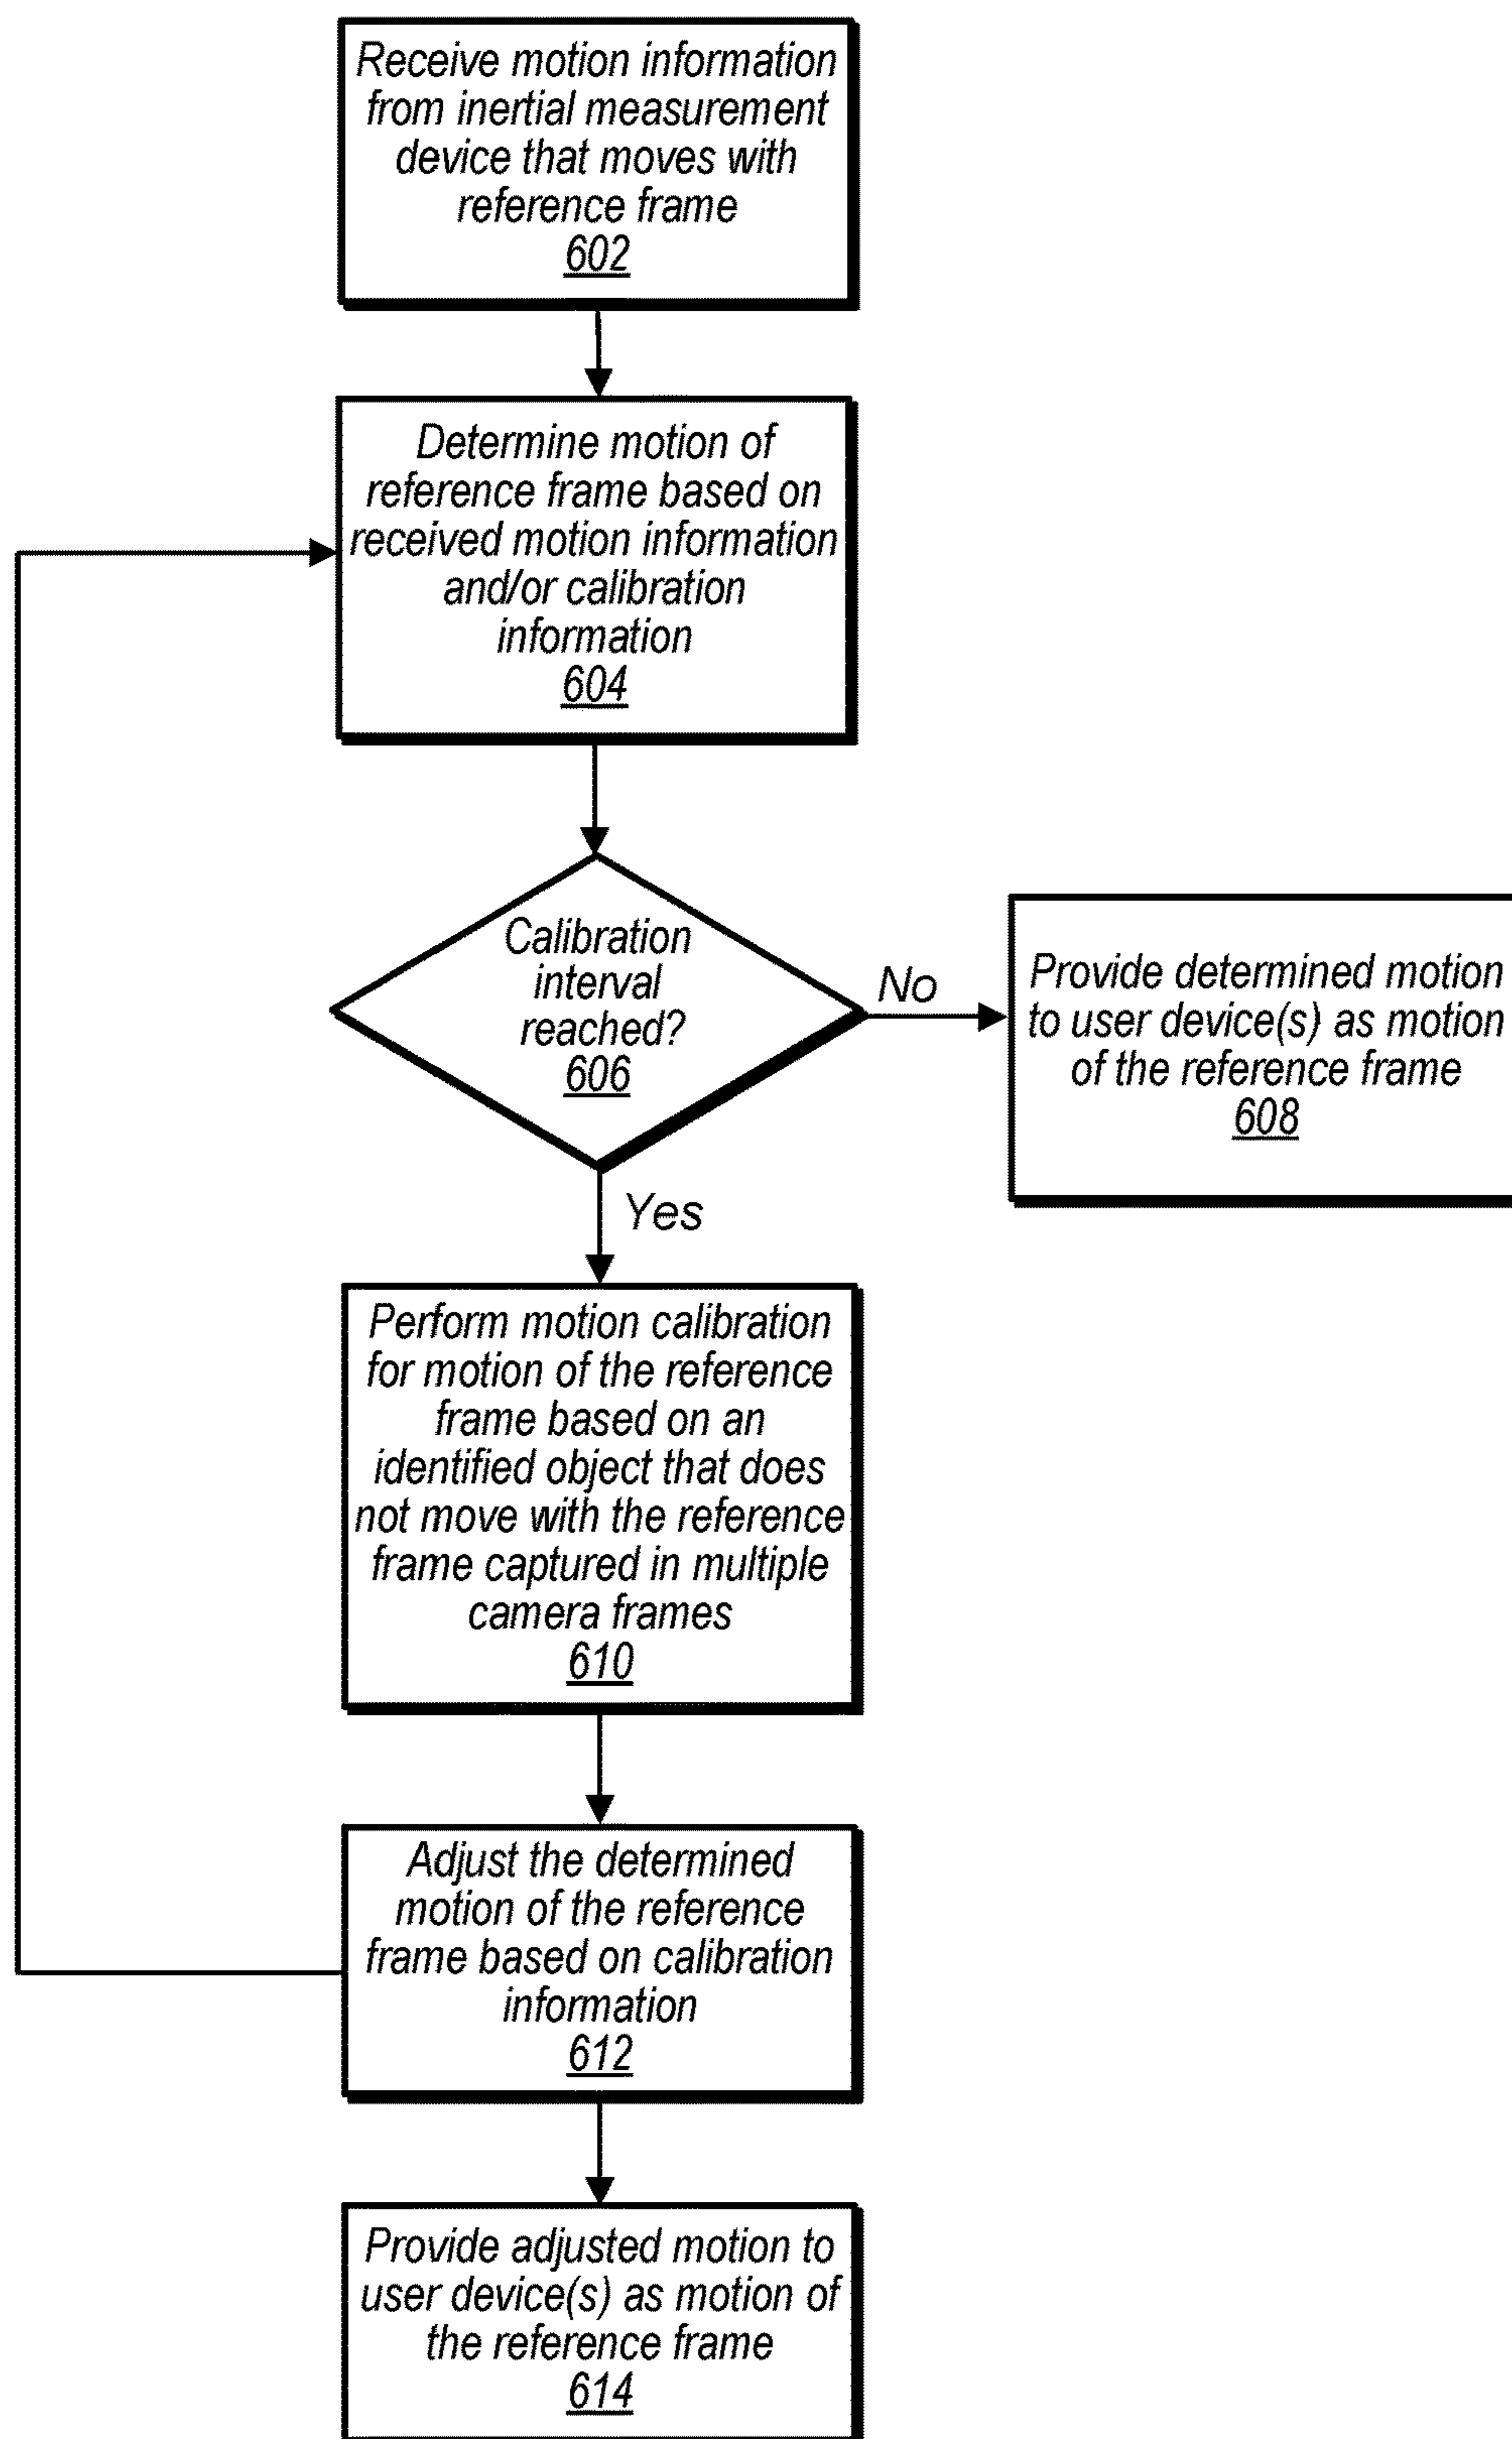 Receive motion information
from inertial measurement
device that moves with
reference frame
602
Determine motion of
reference frame based on
received motion information
and/or calibration
information
604
Calibration
interval
reached?
606
No
Provide determined motion
to user device(s) as motion
of the reference frame
608
Yes
Perform motion calibration
for motion of the reference
frame based on an
identified object that does
not move with the reference
frame captured in multiple
camera frames
610
Adjust the determined
motion of the reference
frame based on calibration
information
612
Provide adjusted motion to
user device(s) as motion of
the reference frame
614